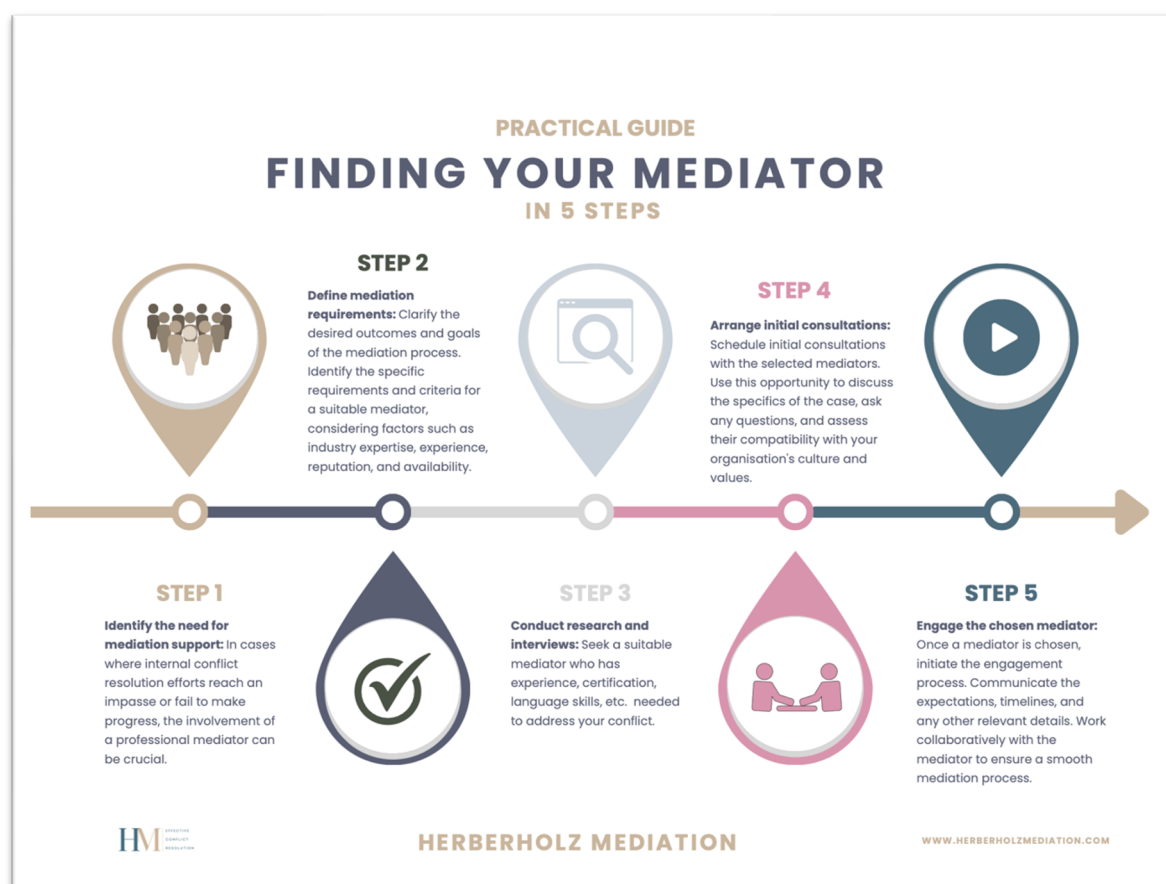 PRACTICAL GUIDE
FINDING YOUR MEDIATOR
IN 5 STEPS
STEP 1
Identify the need for
mediation support: In cases
where internal conflict
resolution efforts reach an
impasse or fail to make
progress, the involvement of
a professional mediator can
be crucial.
STEP 2
Define mediation
requirements: Clarify the
desired outcomes and goals
of the mediation process.
Identify the specific
requirements and criteria for
a suitable mediator,
considering factors such as
industry expertise, experience,
reputation, and availability.
STEP 3
Conduct research and
interviews: Seek a suitable
mediator who has
experience, certification,
language skills, etc. needed
to address your conflict.
STEP 4
Arrange initial consultations:
Schedule initial consultations
with the selected mediators.
Use this opportunity to discuss
the specifics of the case, ask
any questions, and assess
their compatibility with your
organisation's culture and
values.
STEP 5
Engage the chosen mediator:
Once a mediator is chosen,
initiate the engagement
process. Communicate the
expectations, timelines, and
any other relevant details. Work
collaboratively with the
mediator to ensure a smooth
mediation process.
HM
EFFECTIVE
CONFLICT
RESOLUTION
HERBERHOLZ MEDIATION
WWW.HERBERHOLZMEDIATION.COM